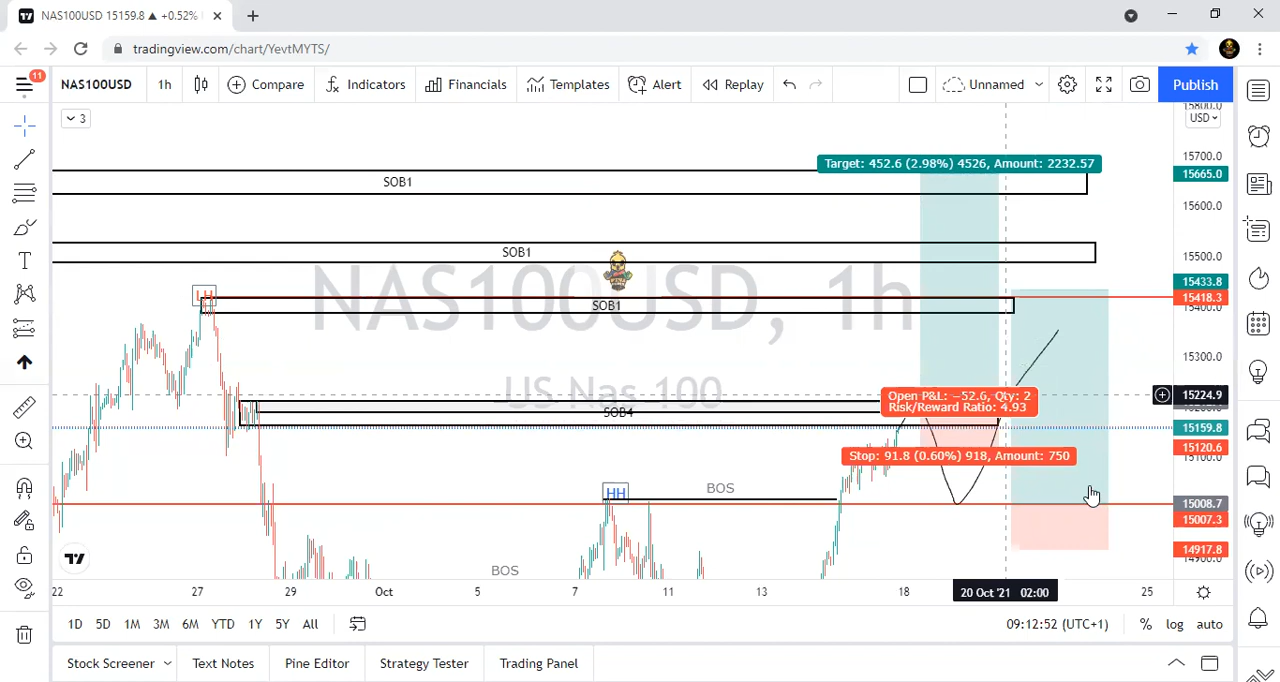 NAS100USD 15159.8 ▲ +0.52%
tradingview.com/chart/YevtMYTS/
11
NAS100USD 1h Compare Indicators Financials Templates Alert Replay Unnamed Publish
3
USD
15700.0
Target: 452.6 (2.98%) 4526, Amount: 2232.57
15665.0
SOB1
15600.0
SOB1
15500.0
NAS100USD, 1h
15433.8
LH
15418.3
SOB1
15300.0
US Nas 100
15224.9
Open P&L: −52.6, Qty: 2
Risk/Reward Ratio: 4.93
SOB4
15159.8
15120.6
Stop: 91.8 (0.60%) 918, Amount: 750
15100.0
HH
BOS
15008.7
15007.3
14917.8
BOS
22 27 29 Oct 5 7 11 13 18 20 Oct '21 02:00 25
1D 5D 1M 3M 6M YTD 1Y 5Y All 09:12:52 (UTC+1) % log auto
Stock Screener Text Notes Pine Editor Strategy Tester Trading Panel